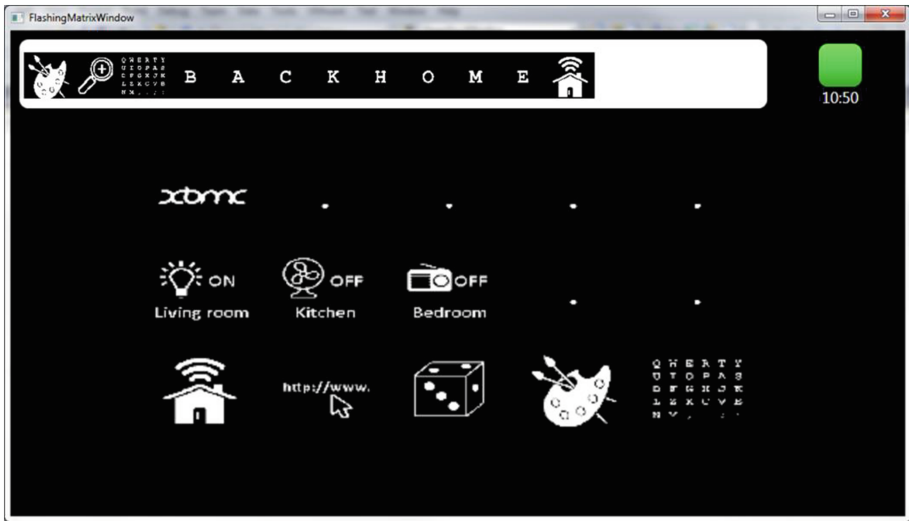 FlashingMatrixWindow
B A C K H O M E
10:50
xbmc
ON OFF OFF
Living room Kitchen Bedroom
http://www.
Q W E R T Y
U I O P A S
D F G H J K